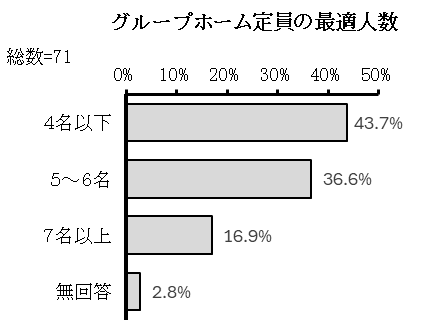 グループホーム定員の最適人数
総数=71
0% 10% 20% 30% 40% 50%
4名以下 43.7%
5～6名 36.6%
7名以上 16.9%
無回答 2.8%